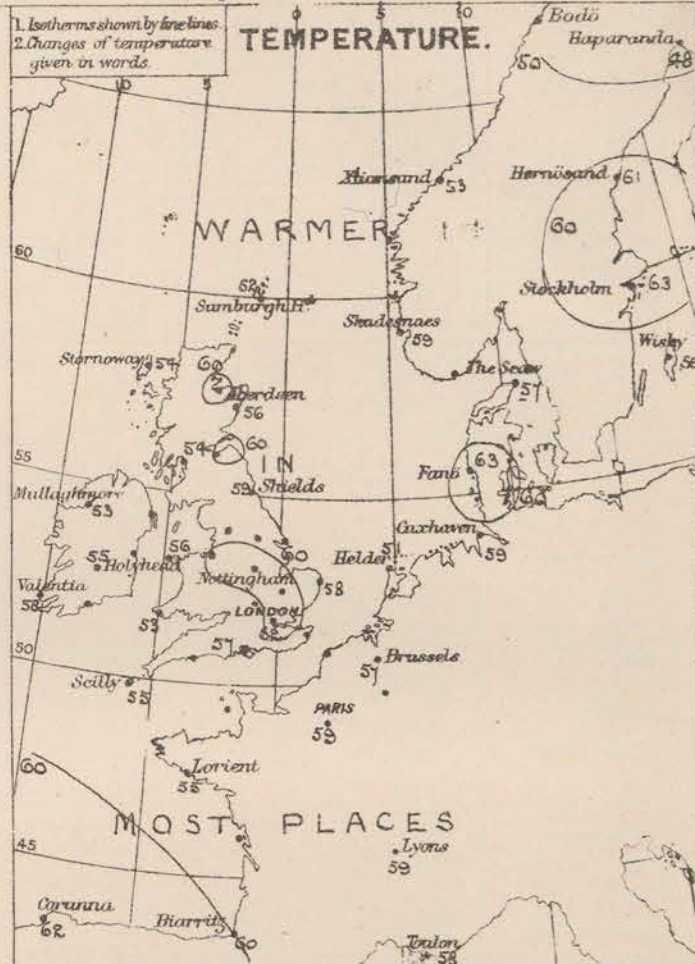 1. Isotherms shown by fine lines.
2. Changes of temperature
given in words.
TEMPERATURE.
10 5 0 5 10
Bodö
50
Haparanda
48
Xtiansund
53
Hernösand
61
WARMER
60
60
Stockholm
63
Sumburgh Hd
Skudesnaes
59
Wisby
Stornoway
54
60
The Scaw
57
Aberdeen
56
54
60
IN
55
Fanö
63
Shields
59
Mullaghmore
53
Cuxhaven
59
55
Holyhead
56
60
Helder
Nottingham
58
Valentia
LONDON
53
57
50
Brussels
57
Scilly
55
PARIS
59
60
Lorient
55
MOST PLACES
45
Lyons
59
Corunna
62
Biarritz
60
Toulon
58